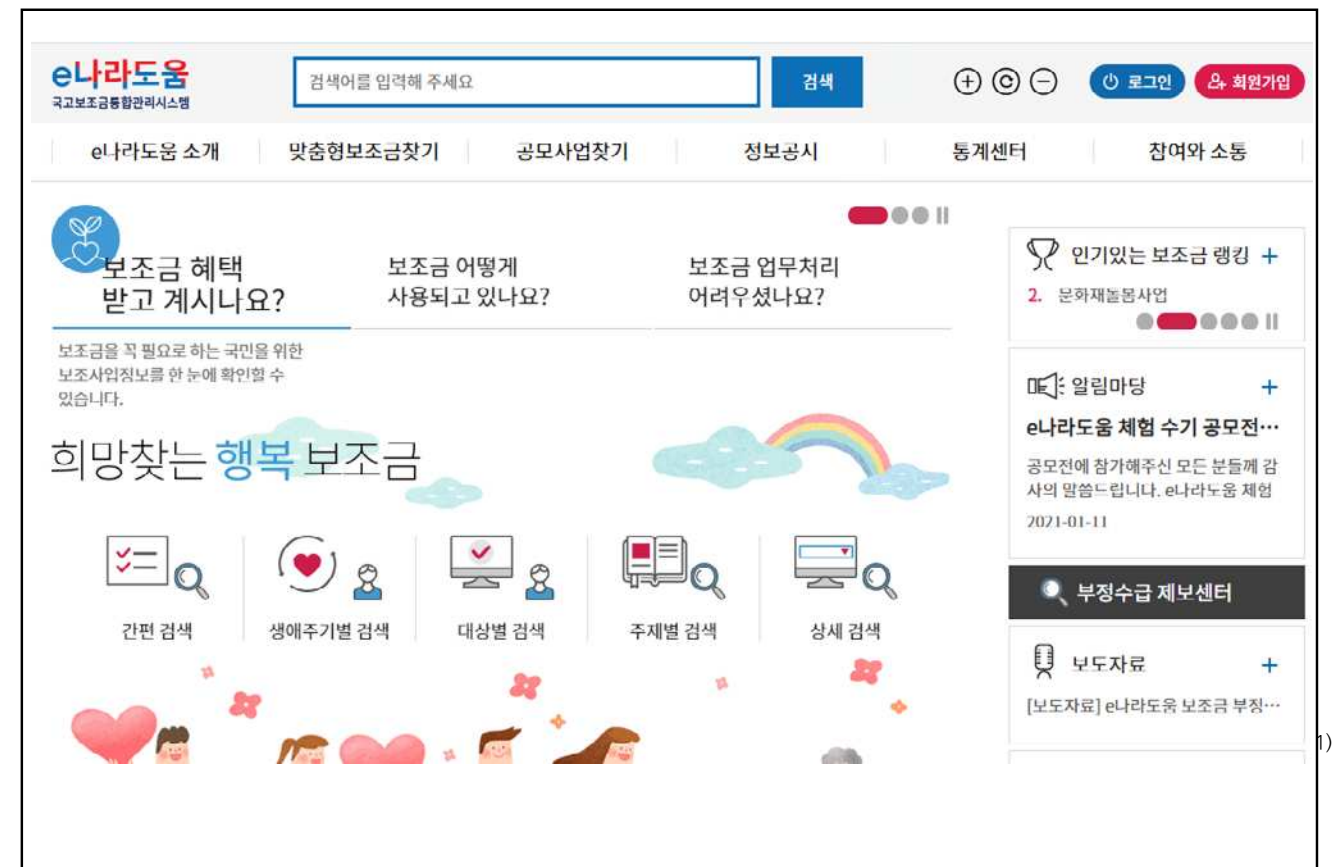 e나라도움
국고보조금통합관리시스템
검색어를 입력해 주세요
검색
로그인
회원가입
e나라도움 소개
맞춤형보조금찾기
공모사업찾기
정보공시
통계센터
참여와 소통
보조금 혜택
받고 계시나요?
보조금 어떻게
사용되고 있나요?
보조금 업무처리
어려우셨나요?
보조금을 꼭 필요로 하는 국민을 위한
보조사업정보를 한 눈에 확인할 수
있습니다.
희망찾는 행복 보조금
간편 검색
생애주기별 검색
대상별 검색
주제별 검색
상세 검색
인기있는 보조금 랭킹 +
2. 문화재돌봄사업
알림마당 +
e나라도움 체험 수기 공모전…
공모전에 참가해주신 모든 분들께 감
사의 말씀드립니다. e나라도움 체험
2021-01-11
부정수급 제보센터
보도자료 +
[보도자료] e나라도움 보조금 부정…
1)